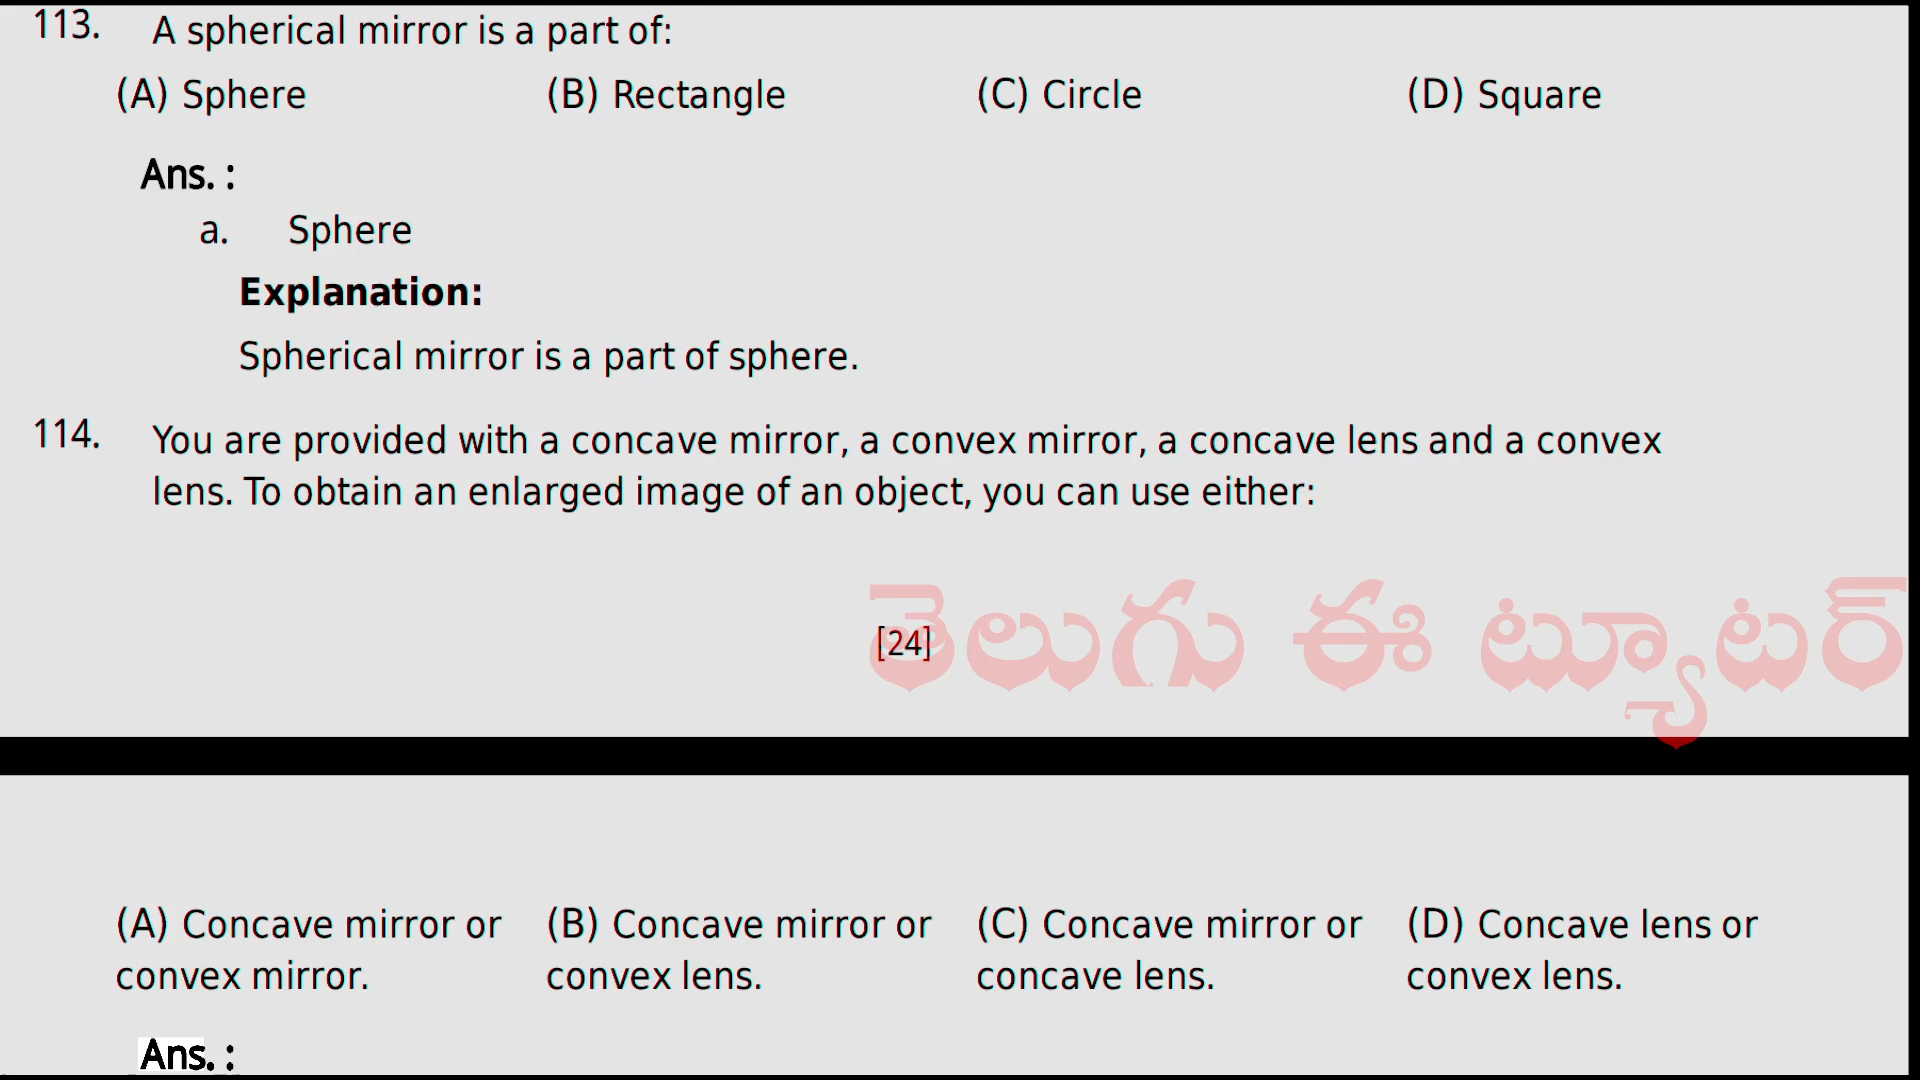 113. A spherical mirror is a part of:
(A) Sphere (B) Rectangle (C) Circle (D) Square
Ans. :
a. Sphere
Explanation:
Spherical mirror is a part of sphere.
114. You are provided with a concave mirror, a convex mirror, a concave lens and a convex
lens. To obtain an enlarged image of an object, you can use either:
[24]
తెలుగు ఈ ట్యూటర్
(A) Concave mirror or (B) Concave mirror or (C) Concave mirror or (D) Concave lens or
convex mirror. convex lens. concave lens. convex lens.
Ans. :